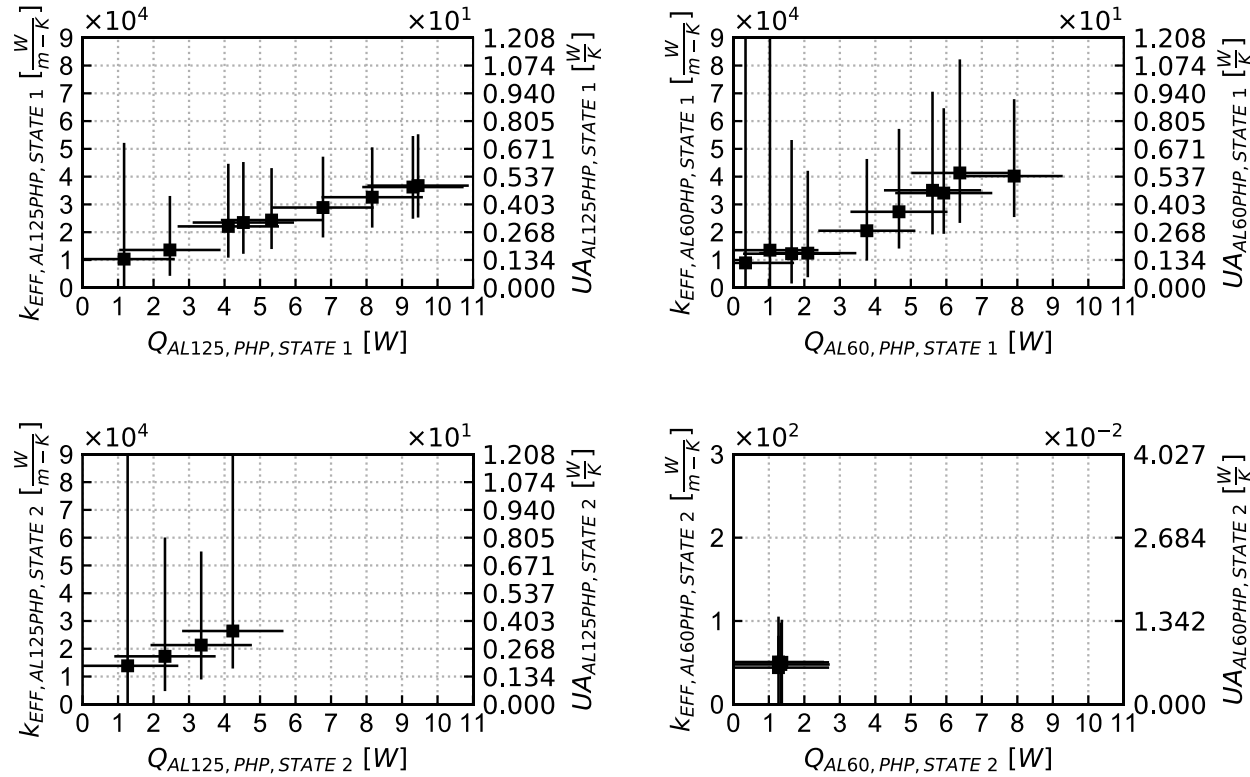 ×10⁴ ×10¹
k_EFF, AL125PHP, STATE 1 [W/m−K]
9 8 7 6 5 4 3 2 1 0
1.208 1.074 0.940 0.805 0.671 0.537 0.403 0.268 0.134 0.000
UA_AL125PHP, STATE 1 [W/K]
0 1 2 3 4 5 6 7 8 9 10 11
Q_AL125, PHP, STATE 1 [W]
×10⁴ ×10¹
k_EFF, AL60PHP, STATE 1 [W/m−K]
9 8 7 6 5 4 3 2 1 0
1.208 1.074 0.940 0.805 0.671 0.537 0.403 0.268 0.134 0.000
UA_AL60PHP, STATE 1 [W/K]
0 1 2 3 4 5 6 7 8 9 10 11
Q_AL60, PHP, STATE 1 [W]
×10⁴ ×10¹
k_EFF, AL125PHP, STATE 2 [W/m−K]
9 8 7 6 5 4 3 2 1 0
1.208 1.074 0.940 0.805 0.671 0.537 0.403 0.268 0.134 0.000
UA_AL125PHP, STATE 2 [W/K]
0 1 2 3 4 5 6 7 8 9 10 11
Q_AL125, PHP, STATE 2 [W]
×10² ×10⁻²
k_EFF, AL60PHP, STATE 2 [W/m−K]
3 2 1 0
4.027 2.684 1.342 0.000
UA_AL60PHP, STATE 2 [W/K]
0 1 2 3 4 5 6 7 8 9 10 11
Q_AL60, PHP, STATE 2 [W]